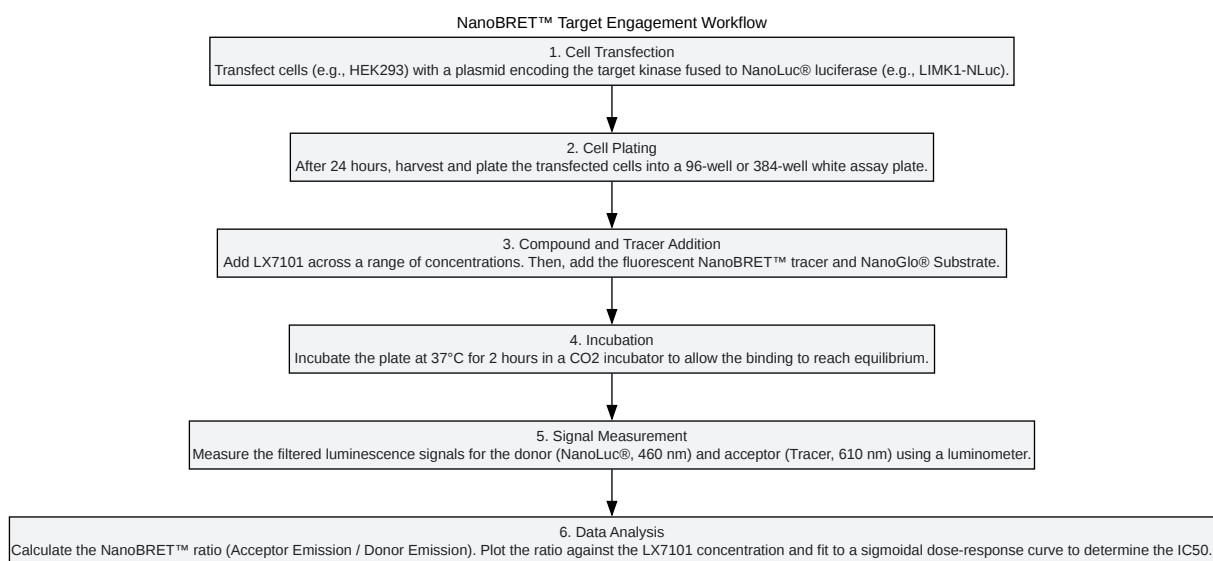 NanoBRET™ Target Engagement Workflow
1. Cell Transfection
Transfect cells (e.g., HEK293) with a plasmid encoding the target kinase fused to NanoLuc® luciferase (e.g., LIMK1-NLuc).
2. Cell Plating
After 24 hours, harvest and plate the transfected cells into a 96-well or 384-well white assay plate.
3. Compound and Tracer Addition
Add LX7101 across a range of concentrations. Then, add the fluorescent NanoBRET™ tracer and NanoGlo® Substrate.
4. Incubation
Incubate the plate at 37°C for 2 hours in a CO2 incubator to allow the binding to reach equilibrium.
5. Signal Measurement
Measure the filtered luminescence signals for the donor (NanoLuc®, 460 nm) and acceptor (Tracer, 610 nm) using a luminometer.
6. Data Analysis
Calculate the NanoBRET™ ratio (Acceptor Emission / Donor Emission). Plot the ratio against the LX7101 concentration and fit to a sigmoidal dose-response curve to determine the IC50.